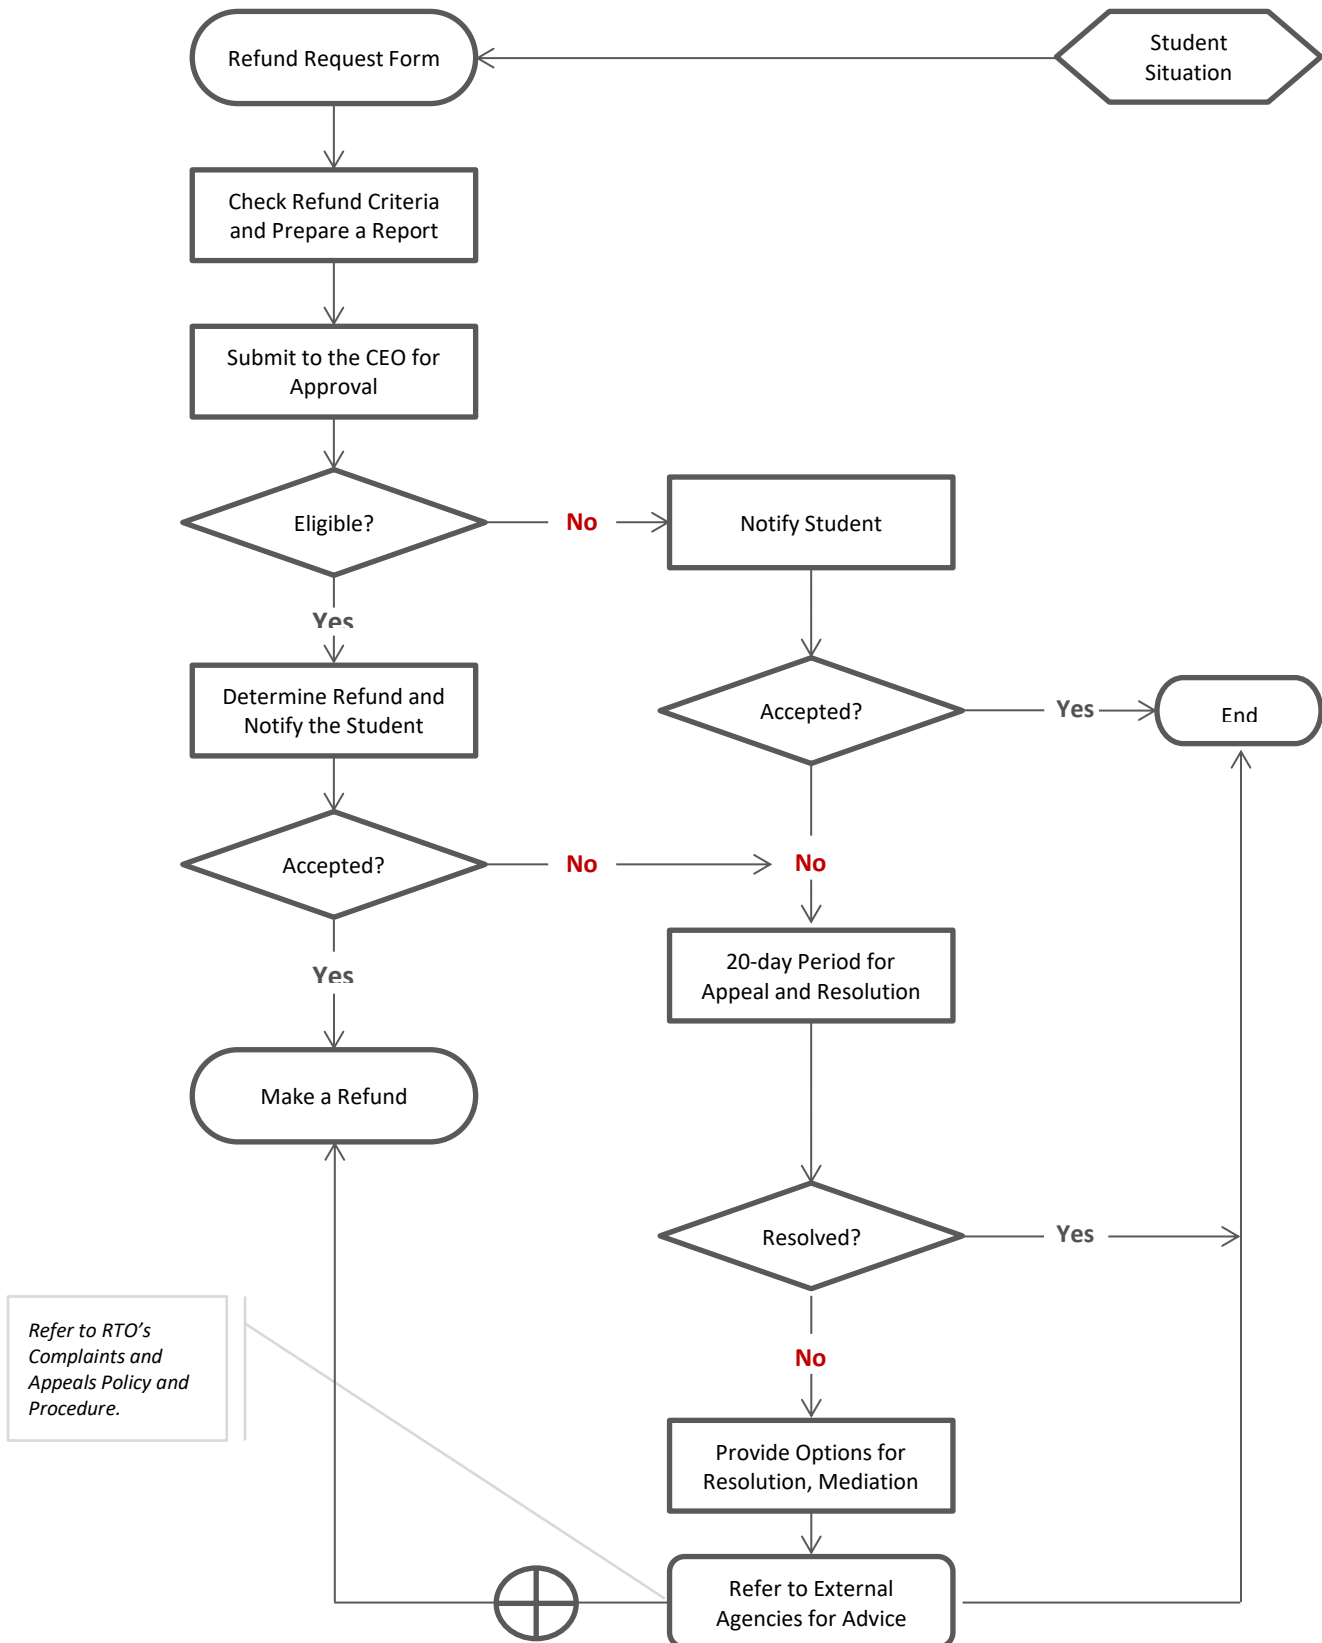 Refund Request Form
Student
Situation
Check Refund Criteria
and Prepare a Report
Submit to the CEO for
Approval
Eligible?
No
Notify Student
Yes
Determine Refund and
Notify the Student
Accepted?
Yes
End
Accepted?
No
No
20-day Period for
Appeal and Resolution
Yes
Make a Refund
Resolved?
Yes
Refer to RTO’s
Complaints and
Appeals Policy and
Procedure.
No
Provide Options for
Resolution, Mediation
Refer to External
Agencies for Advice